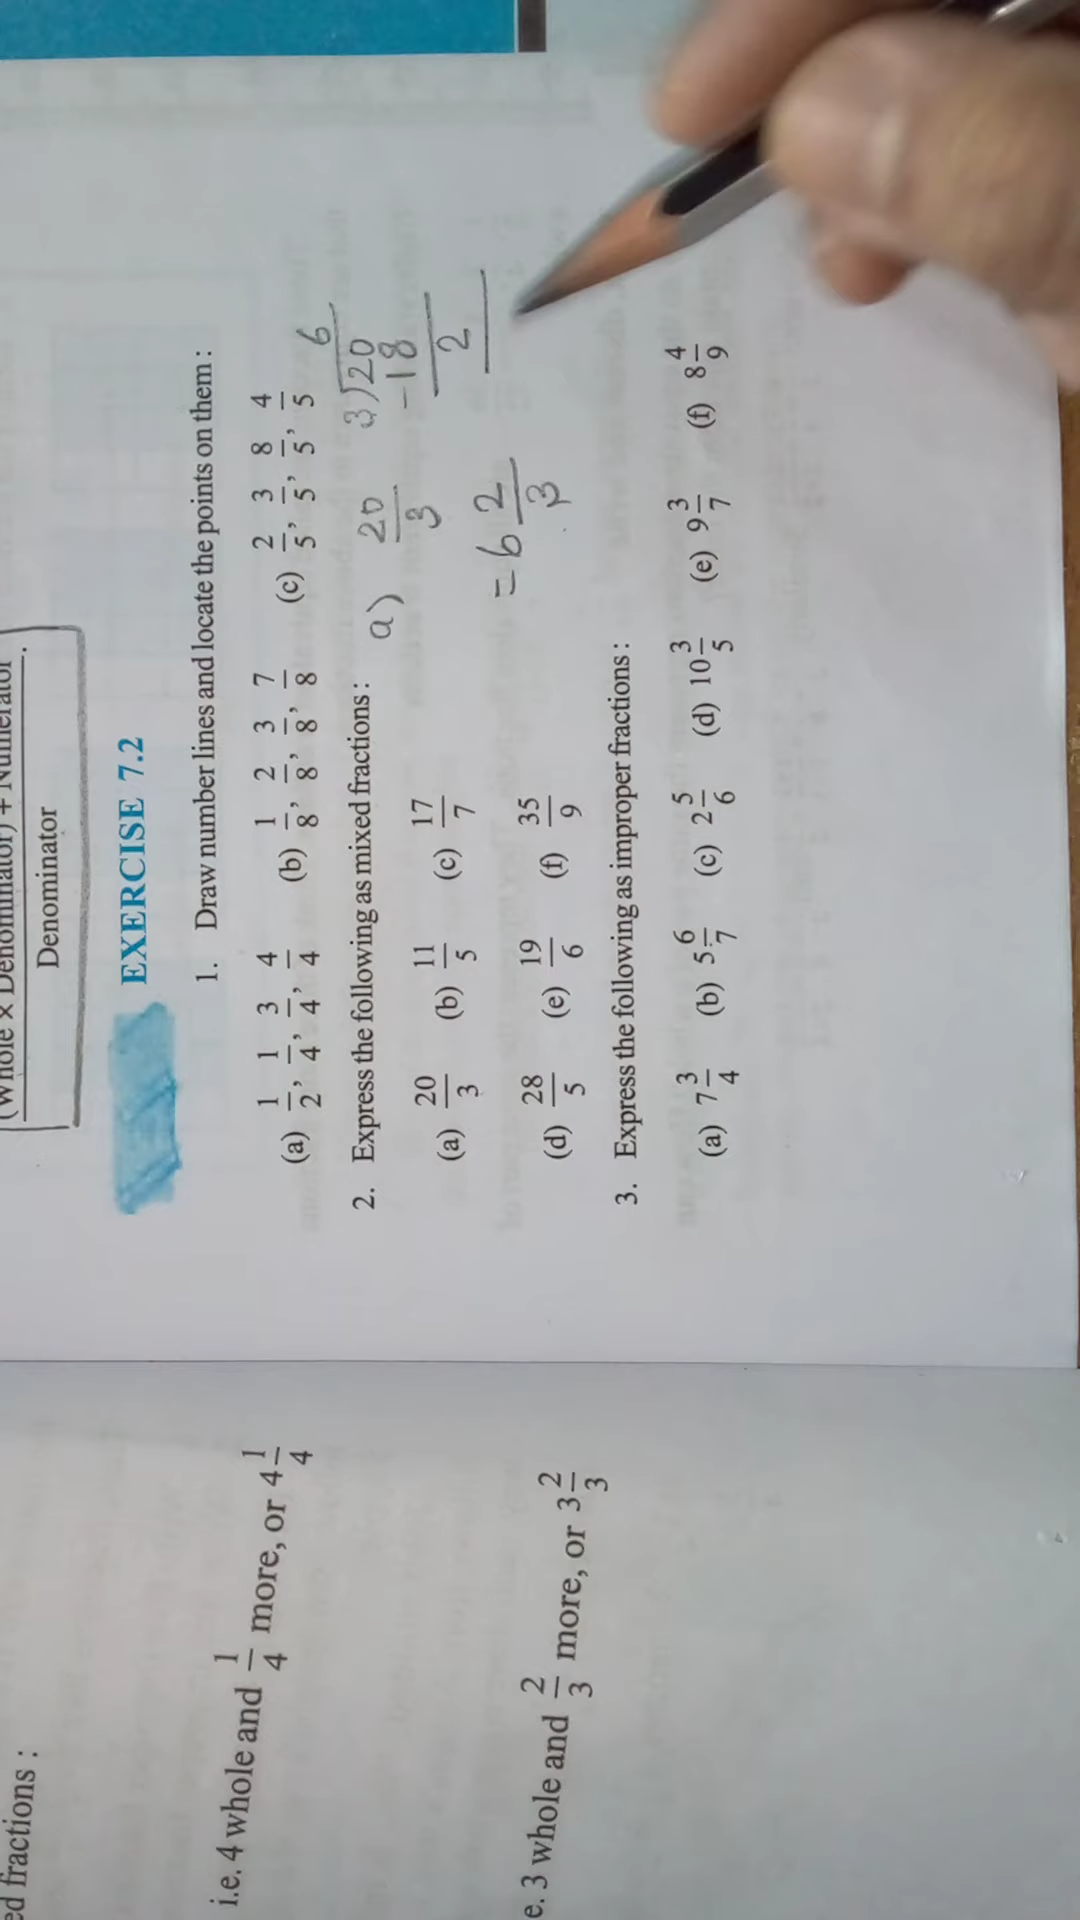 (Whole × Denominator) + Numerator
Denominator
.
EXERCISE 7.2
1. Draw number lines and locate the points on them :
(a) 1/2, 1/4, 3/4, 4/4 (b) 1/8, 2/8, 3/8, 7/8 (c) 2/5, 3/5, 8/5, 4/5
2. Express the following as mixed fractions :
(a) 20/3 (b) 11/5 (c) 17/7
(d) 28/5 (e) 19/6 (f) 35/9
a) 20/3
6
3)20
-18
2
= 6 2/3
3. Express the following as improper fractions :
(a) 7 3/4 (b) 5 6/7 (c) 2 5/6 (d) 10 3/5 (e) 9 3/7 (f) 8 4/9
fractions :
i.e. 4 whole and 1/4 more, or 4 1/4
e. 3 whole and 2/3 more, or 3 2/3